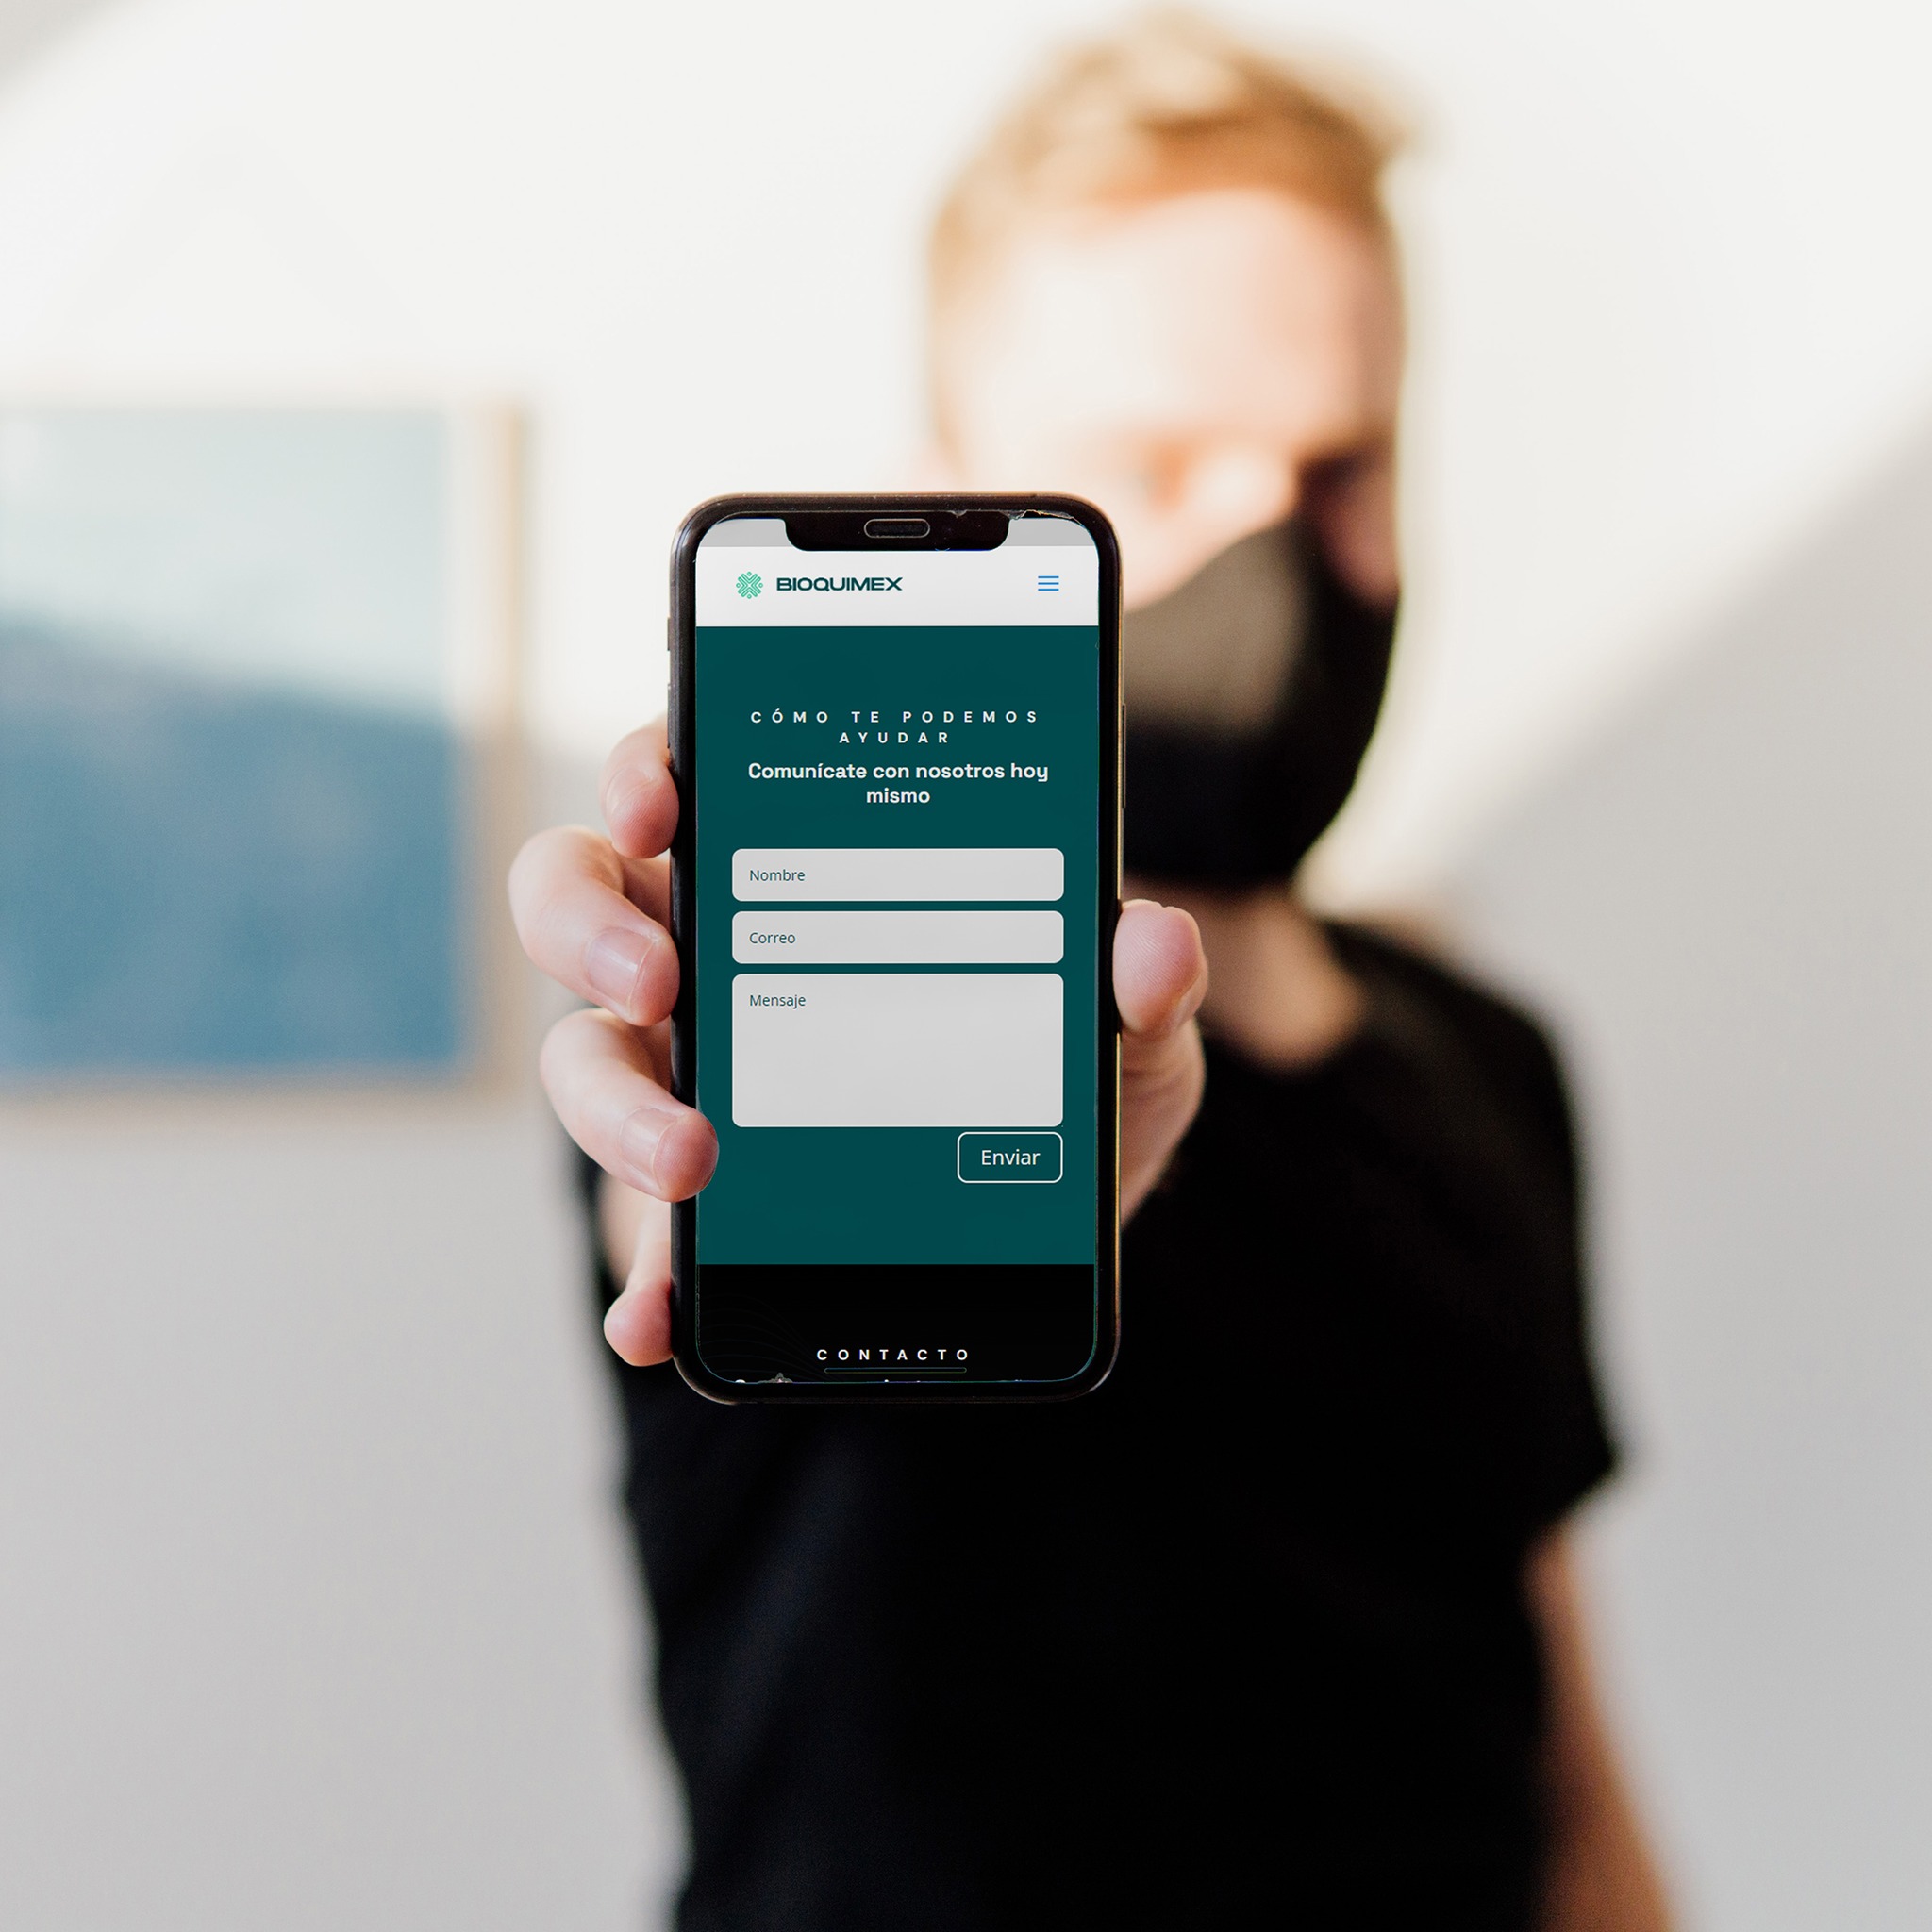 BIOQUIMEX
CÓMO TE PODEMOS
AYUDAR
Comunícate con nosotros hoy
mismo
Nombre
Correo
Mensaje
Enviar
CONTACTO